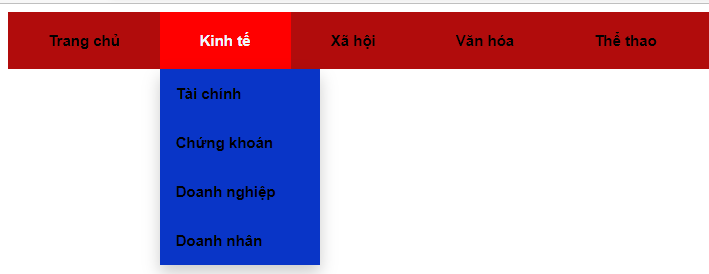 Trang chủ Kinh tế Xã hội Văn hóa Thể thao
Tài chính
Chứng khoán
Doanh nghiệp
Doanh nhân